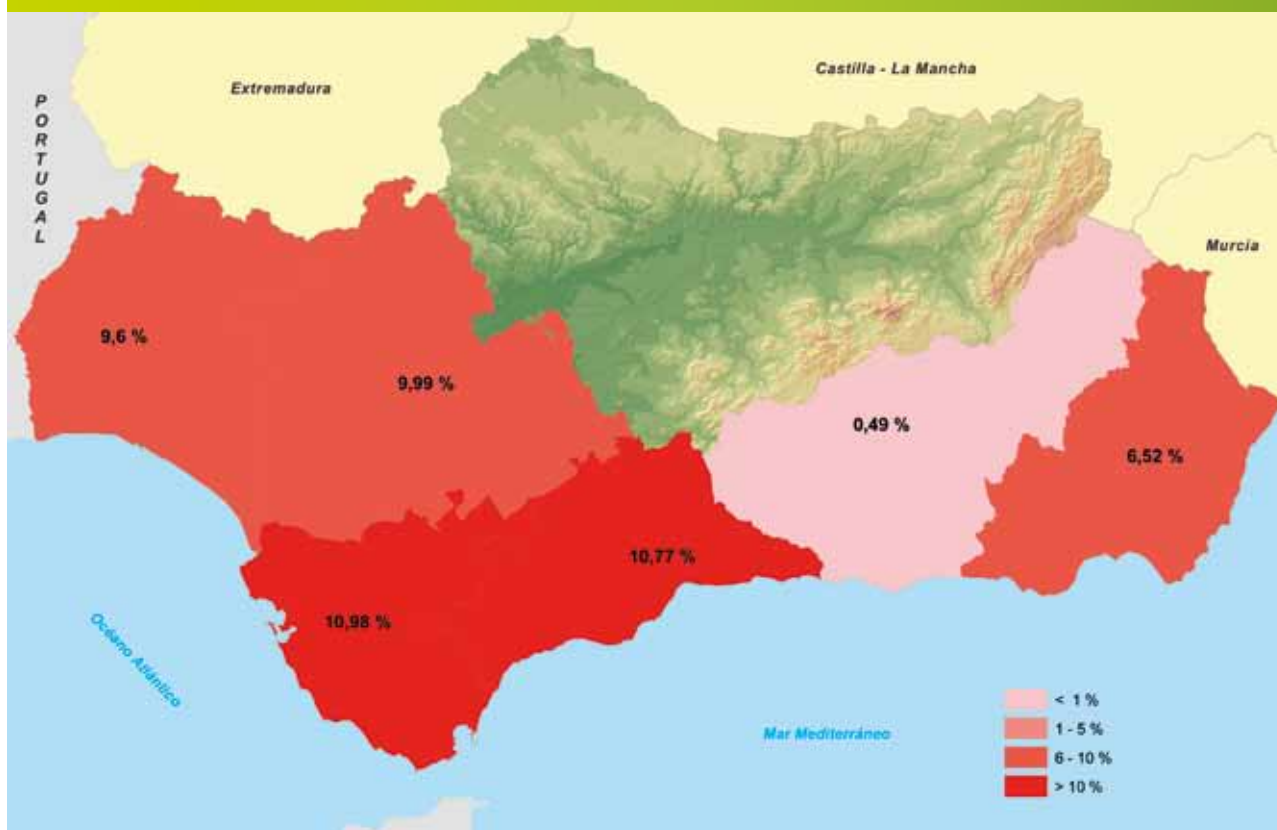 Extremadura
Castilla - La Mancha
PORTUGAL
Murcia
9,6 %
9,99 %
0,49 %
6,52 %
10,77 %
10,98 %
Océano Atlántico
Mar Mediterráneo
< 1 %
1 - 5 %
6 - 10 %
> 10 %